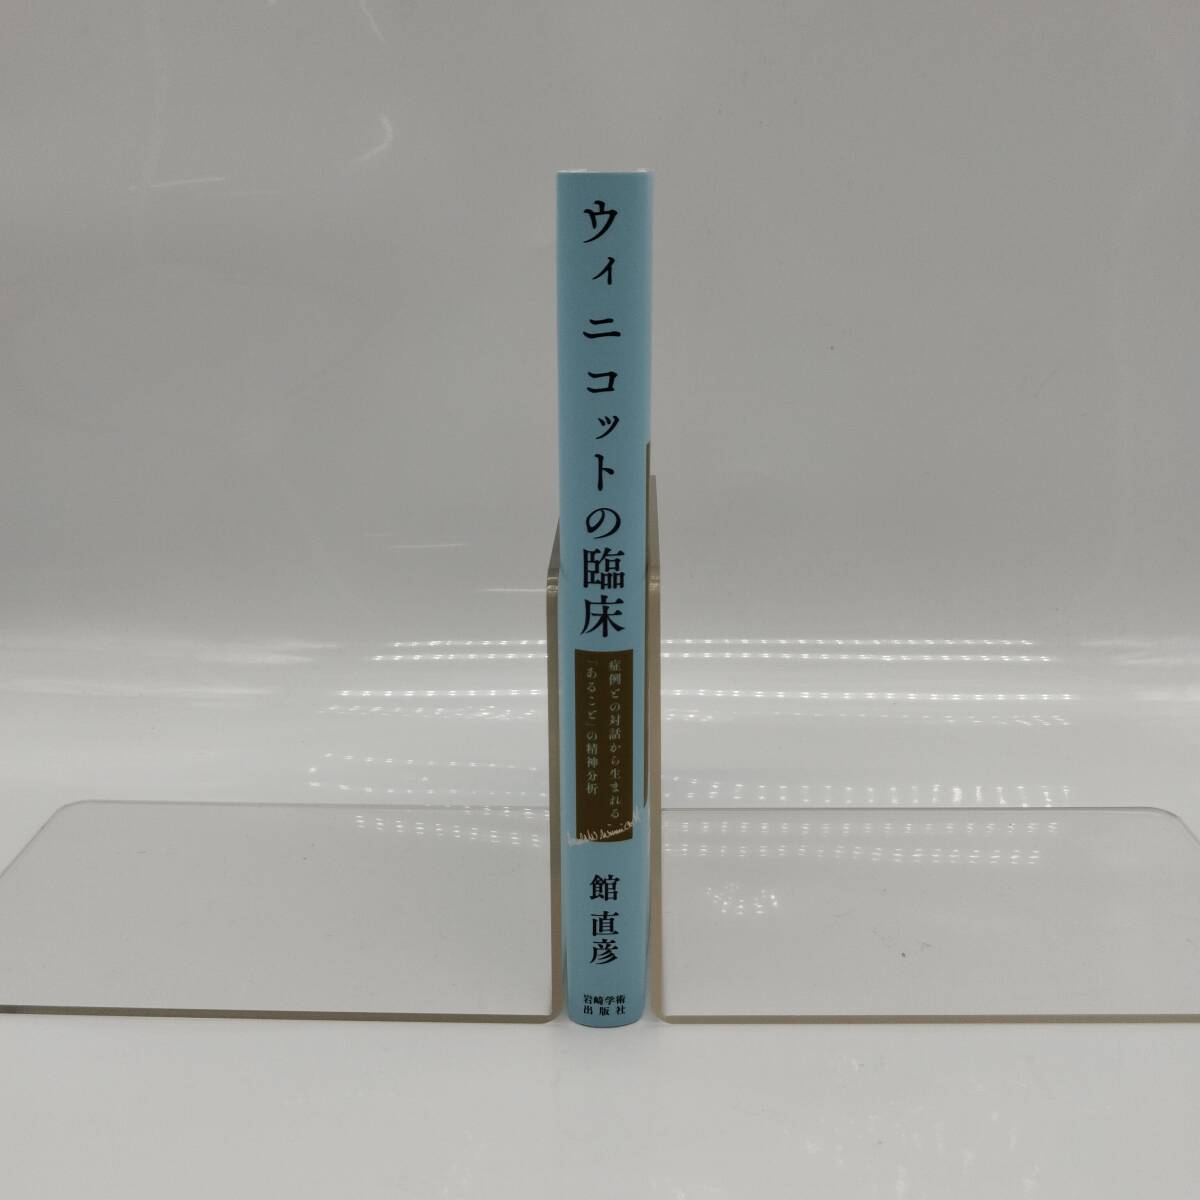 ウィニコットの臨床
症例との対話から生まれる
「あること」の精神分析
館 直彦
岩崎学術
出版社